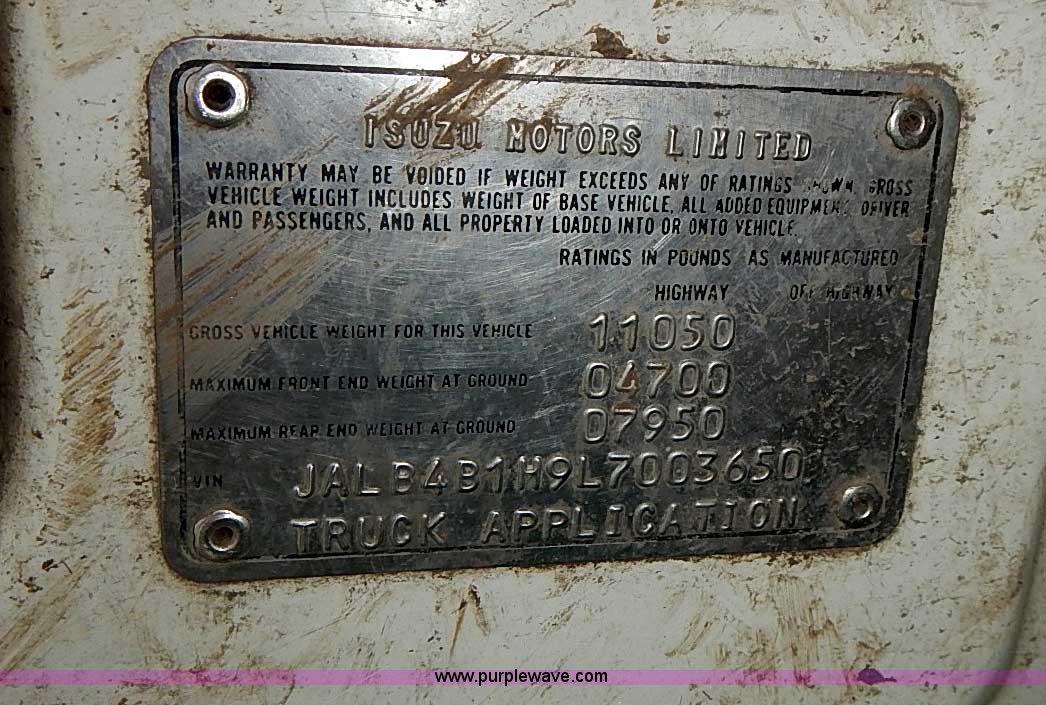 ISUZU MOTORS LIMITED
WARRANTY MAY BE VOIDED IF WEIGHT EXCEEDS ANY OF RATINGS SHOWN. GROSS
VEHICLE WEIGHT INCLUDES WEIGHT OF BASE VEHICLE, ALL ADDED EQUIPMENT, DRIVER
AND PASSENGERS, AND ALL PROPERTY LOADED INTO OR ONTO VEHICLE.
RATINGS IN POUNDS AS MANUFACTURED
HIGHWAY OFF HIGHWAY
GROSS VEHICLE WEIGHT FOR THIS VEHICLE 11050
MAXIMUM FRONT END WEIGHT AT GROUND 04700
MAXIMUM REAR END WEIGHT AT GROUND 07950
VIN JALB4B1H9L7003650
TRUCK APPLICATION
www.purplewave.com